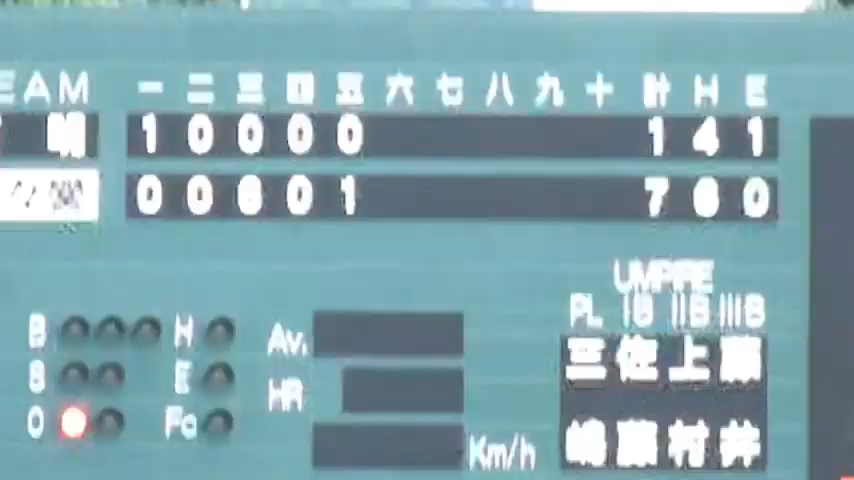 EAM 一 二 三 四 五 六 七 八 九 十 計 H E
明 1 0 0 0 0 1 4 1
0 0 6 0 1 7 6 0
UMPIRE
PL IB IIB IIIB
B H Av.
S E HR
O Fc Km/h
三 佐 上 藤
嶋 藤 村 井